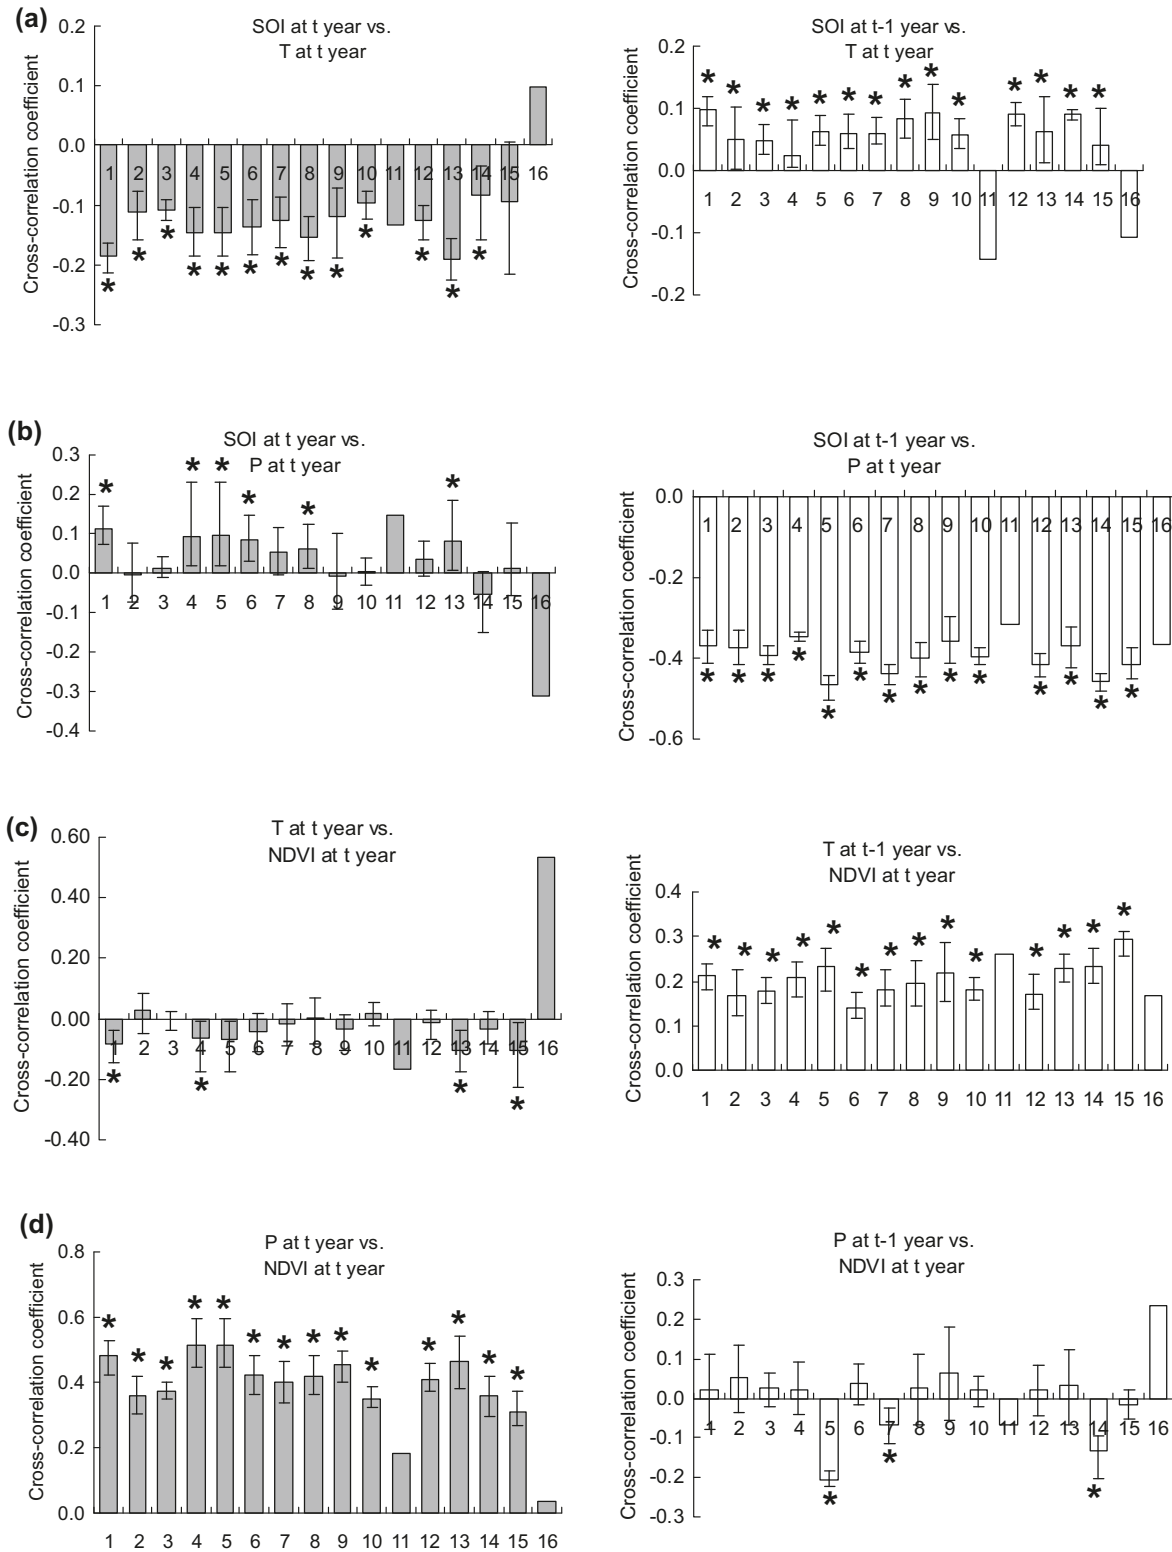 (a)
SOI at t year vs.
T at t year
Cross-correlation coefficient
0.2
0.1
0.0
-0.1
-0.2
-0.3
1 2 3 4 5 6 7 8 9 10 11 12 13 14 15 16
* * * * * * * * * * * * *
SOI at t-1 year vs.
T at t year
Cross-correlation coefficient
0.2
0.1
0.0
-0.1
-0.2
* * * * * * * * * * * * * *
1 2 3 4 5 6 7 8 9 10 11 12 13 14 15 16
(b)
SOI at t year vs.
P at t year
Cross-correlation coefficient
0.3
0.2
0.1
0.0
-0.1
-0.2
-0.3
-0.4
* * * * * *
1 2 3 4 5 6 7 8 9 10 11 12 13 14 15 16
SOI at t-1 year vs.
P at t year
Cross-correlation coefficient
0.0
-0.2
-0.4
-0.6
1 2 3 4 5 6 7 8 9 10 11 12 13 14 15 16
* * * * * * * * * * * * * *
(c)
T at t year vs.
NDVI at t year
Cross-correlation coefficient
0.60
0.40
0.20
0.00
-0.20
-0.40
1 2 3 4 5 6 7 8 9 10 11 12 13 14 15 16
* * * *
T at t-1 year vs.
NDVI at t year
Cross-correlation coefficient
0.4
0.3
0.2
0.1
0.0
* * * * * * * * * * * * * *
1 2 3 4 5 6 7 8 9 10 11 12 13 14 15 16
(d)
P at t year vs.
NDVI at t year
Cross-correlation coefficient
0.8
0.6
0.4
0.2
0.0
* * * * * * * * * * * * * *
1 2 3 4 5 6 7 8 9 10 11 12 13 14 15 16
P at t-1 year vs.
NDVI at t year
Cross-correlation coefficient
0.3
0.2
0.1
0.0
-0.1
-0.2
-0.3
1 2 3 4 5 6 7 8 9 10 11 12 13 14 15 16
* * *